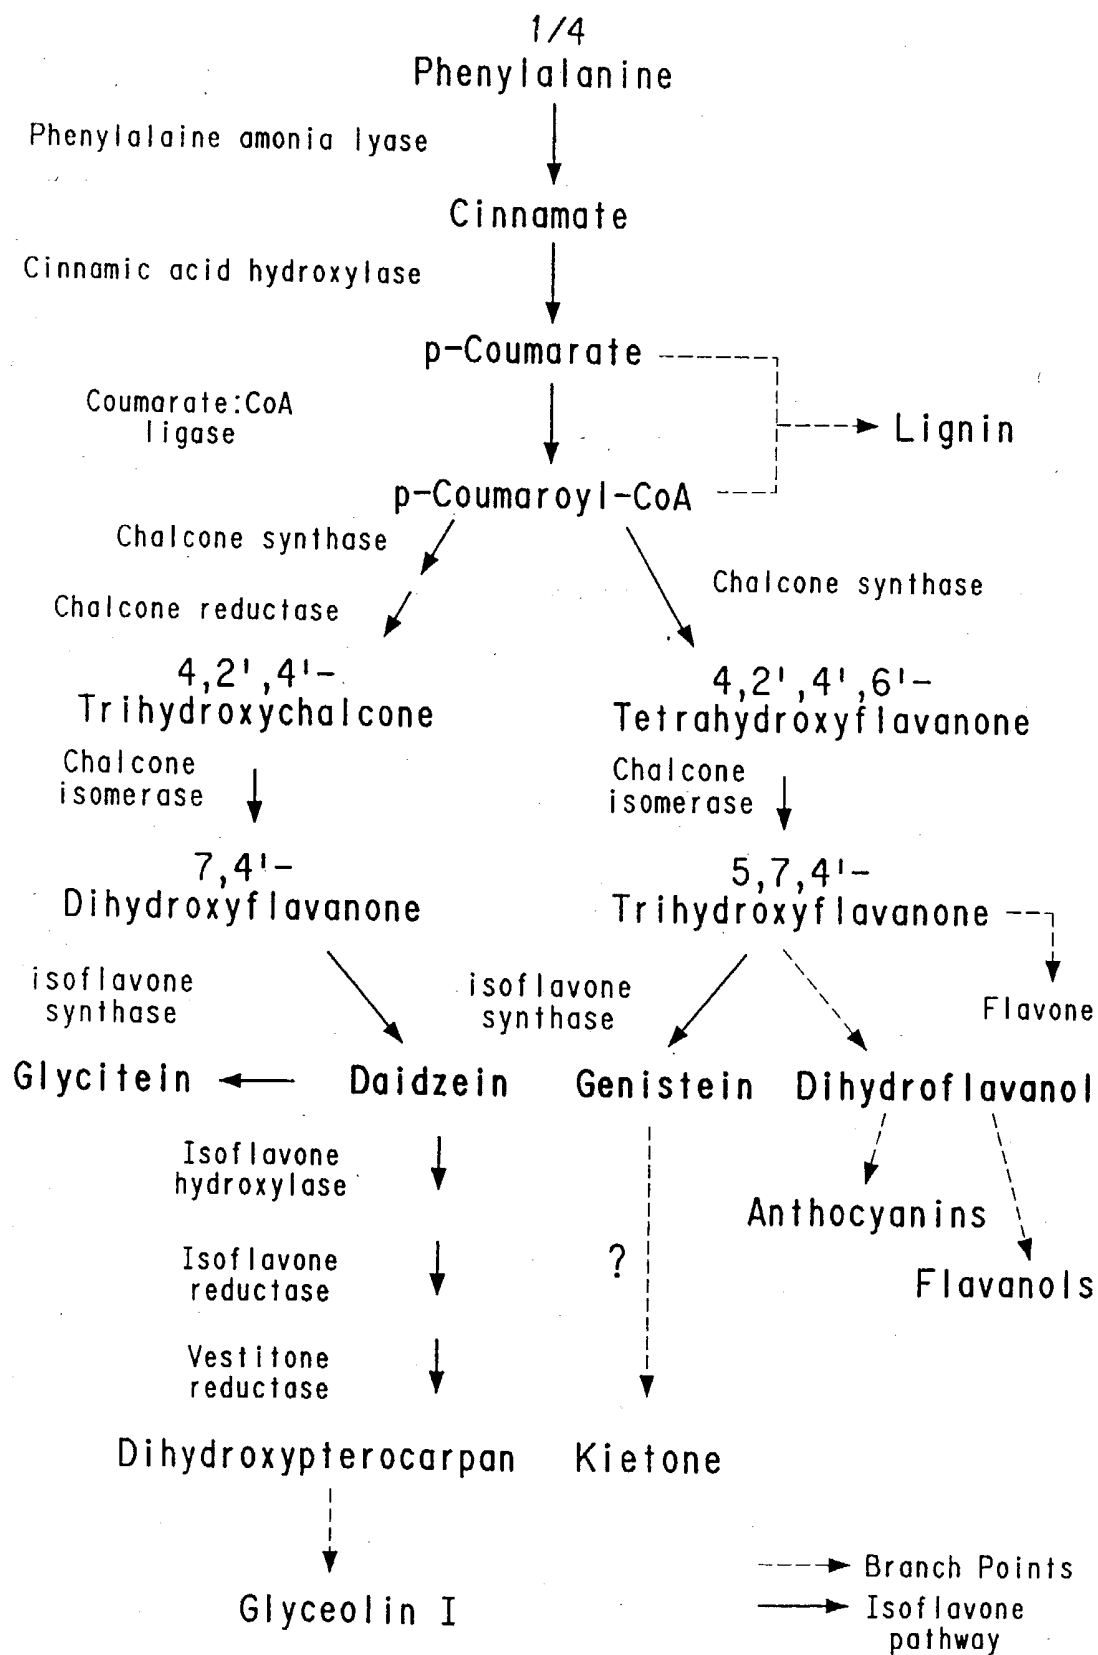 1/4
Phenylalanine
Phenylalaine amonia lyase
Cinnamate
Cinnamic acid hydroxylase
p-Coumarate
Coumarate:CoA
ligase
Lignin
p-Coumaroyl-CoA
Chalcone synthase
Chalcone synthase
Chalcone reductase
4,2',4'-
Trihydroxychalcone
4,2',4',6'-
Tetrahydroxyflavanone
Chalcone
isomerase
Chalcone
isomerase
7,4'-
Dihydroxyflavanone
5,7,4'-
Trihydroxyflavanone
isoflavone
synthase
isoflavone
synthase
Flavone
Glycitein
Daidzein
Genistein
Dihydroflavanol
Isoflavone
hydroxylase
Anthocyanins
Isoflavone
reductase
?
Flavanols
Vestitone
reductase
Dihydroxypterocarpan
Kietone
Glyceolin I
Branch Points
Isoflavone
pathway